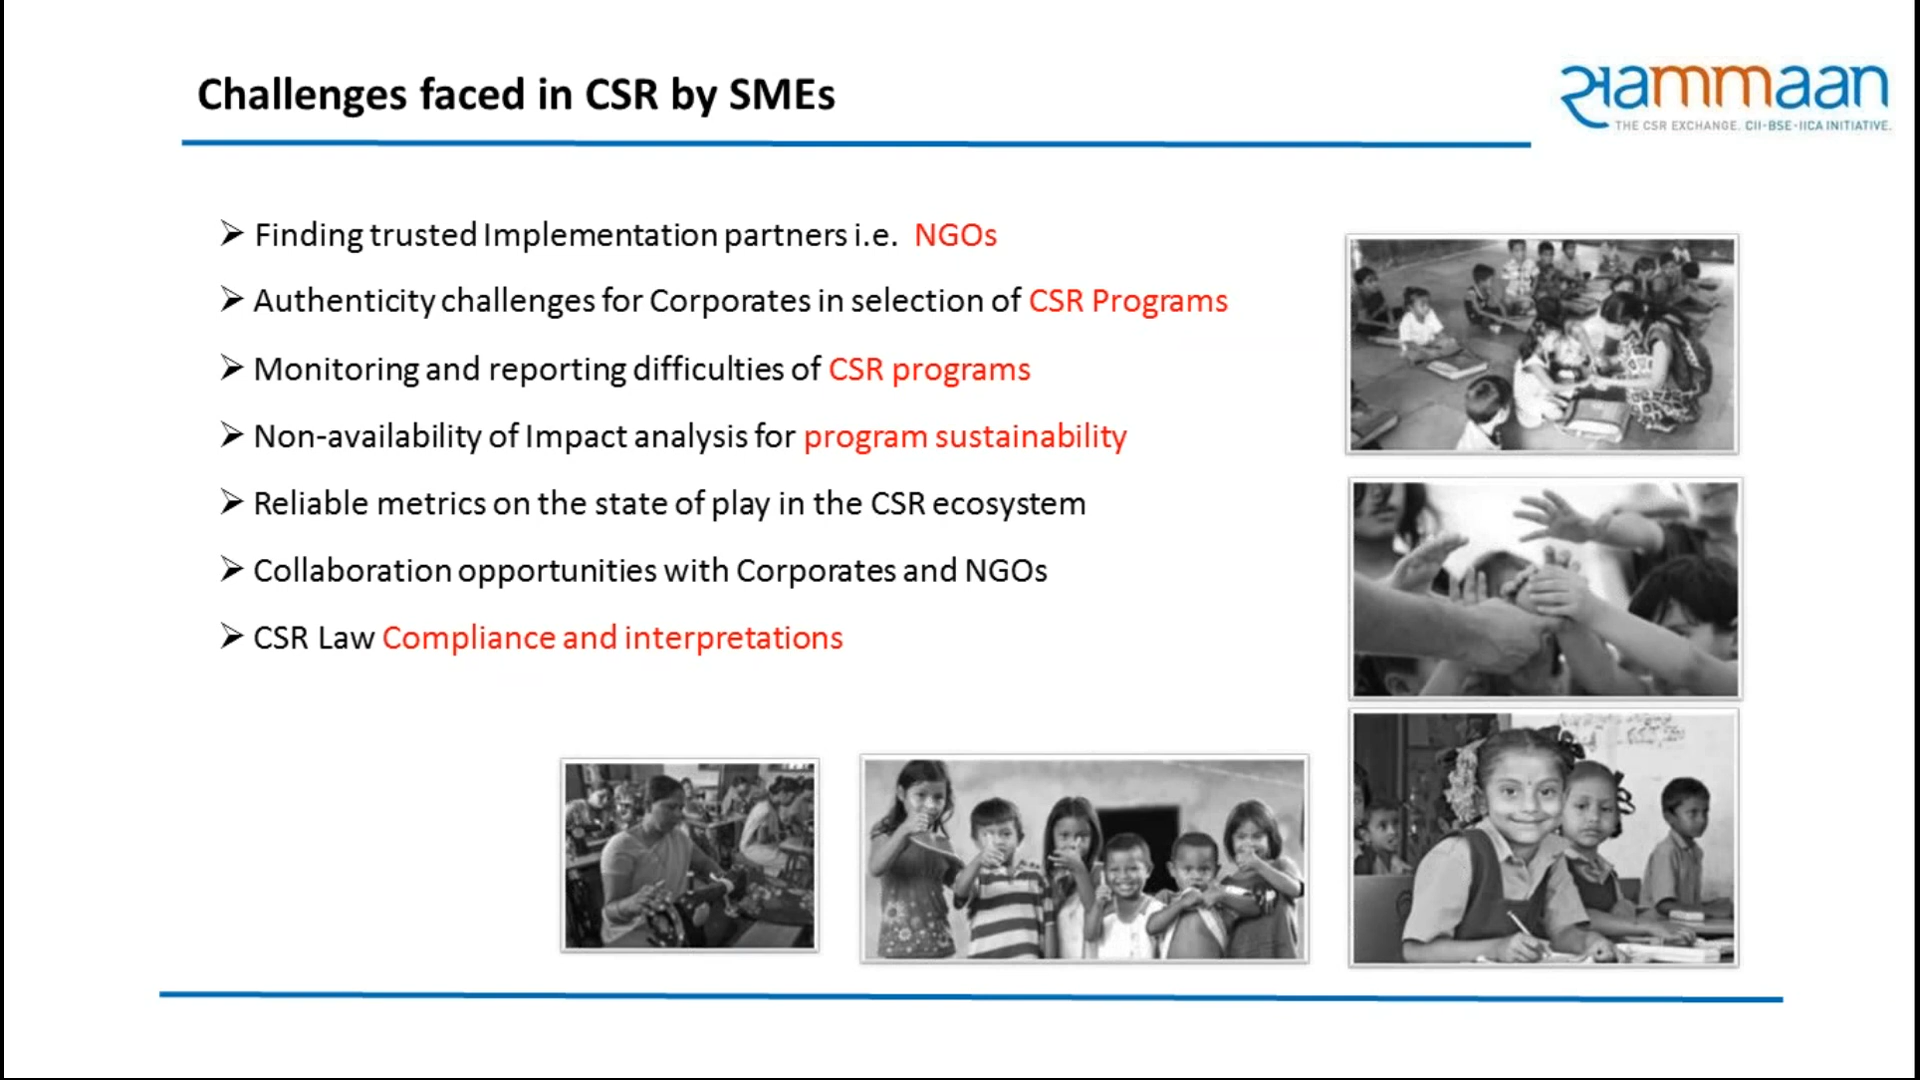 Challenges faced in CSR by SMEs
સammaan
THE CSR EXCHANGE. CII-BSE-IICA INITIATIVE.
➢ Finding trusted Implementation partners i.e. NGOs
➢ Authenticity challenges for Corporates in selection of CSR Programs
➢ Monitoring and reporting difficulties of CSR programs
➢ Non-availability of Impact analysis for program sustainability
➢ Reliable metrics on the state of play in the CSR ecosystem
➢ Collaboration opportunities with Corporates and NGOs
➢ CSR Law Compliance and interpretations